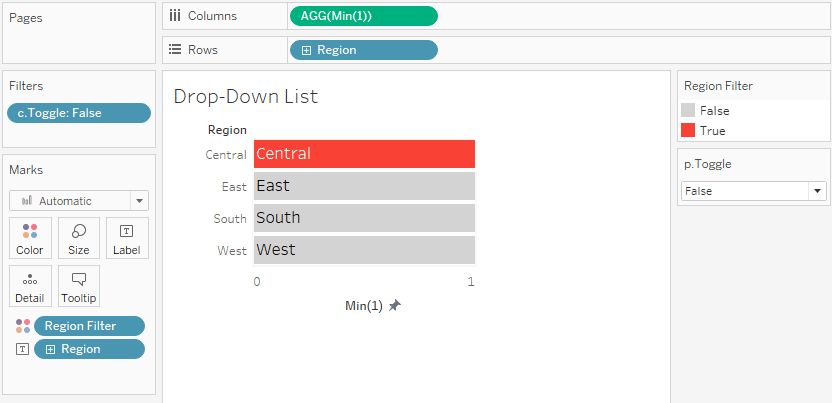 Pages
Columns
AGG(Min(1))
Rows
Region
Filters
c.Toggle: False
Marks
Automatic
Color
Size
Label
Detail
Tooltip
Region Filter
Region
Drop-Down List
Region
Central
Central
East
East
South
South
West
West
0
1
Min(1)
Region Filter
False
True
p.Toggle
False